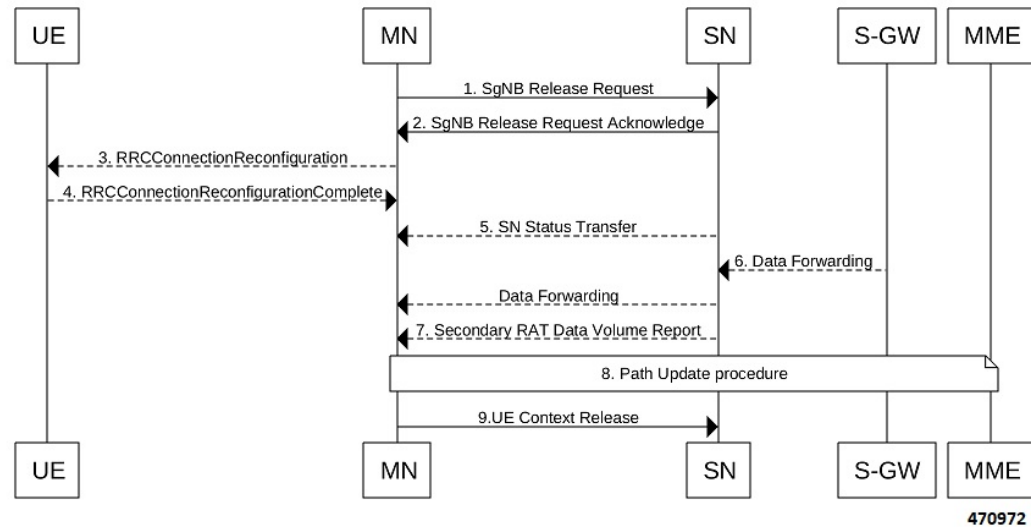 UE MN SN S-GW MME
1. SgNB Release Request
2. SgNB Release Request Acknowledge
3. RRCConnectionReconfiguration
4. RRCConnectionReconfigurationComplete
5. SN Status Transfer
6. Data Forwarding
Data Forwarding
7. Secondary RAT Data Volume Report
8. Path Update procedure
9.UE Context Release
UE MN SN S-GW MME
470972